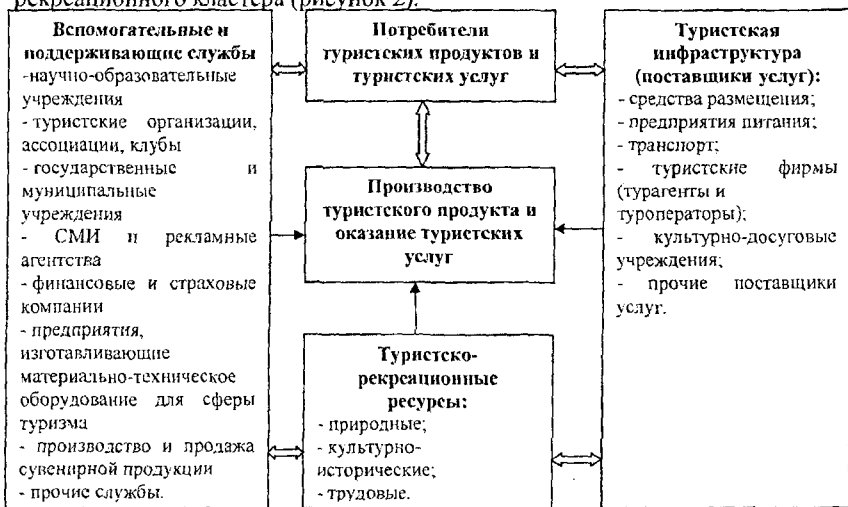 рекреационного кластера (рисунок 2).
Вспомогательные и
поддерживающие службы
-научно-образовательные
учреждения
- туристские организации,
ассоциации, клубы
- государственные и
муниципальные
учреждения
- СМИ и рекламные
агентства
- финансовые и страховые
компании
- предприятия,
изготавливающие
материально-техническое
оборудование для сферы
туризма
- производство и продажа
сувенирной продукции
- прочие службы.
Потребители
туристских продуктов и
туристских услуг
Производство
туристского продукта и
оказание туристских
услуг
Туристско-
рекреационные
ресурсы:
- природные;
- культурно-
исторические;
- трудовые.
Туристская
инфраструктура
(поставщики услуг):
- средства размещения;
- предприятия питания;
- транспорт;
- туристские фирмы
(турагенты и
туроператоры);
- культурно-досуговые
учреждения;
- прочие поставщики
услуг.